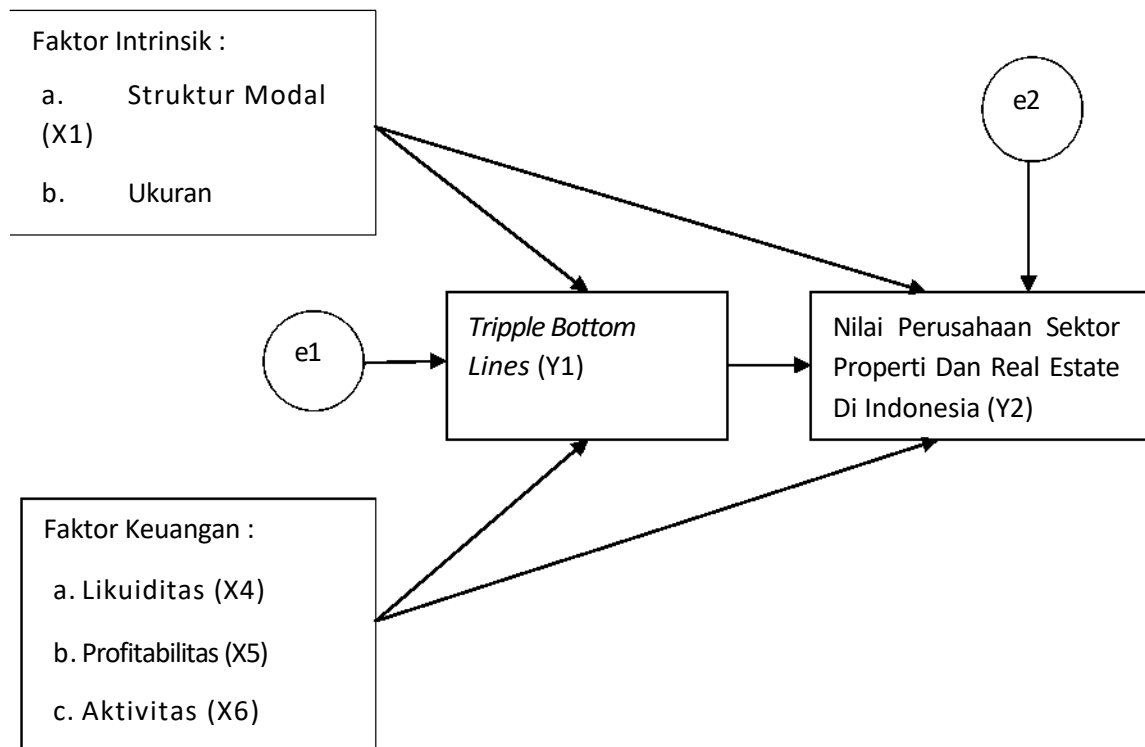 Faktor Intrinsik :
a. Struktur Modal
(X1)
b. Ukuran
e2
e1
Tripple Bottom
Lines (Y1)
Nilai Perusahaan Sektor
Properti Dan Real Estate
Di Indonesia (Y2)
Faktor Keuangan :
a. Likuiditas (X4)
b. Profitabilitas (X5)
c. Aktivitas (X6)